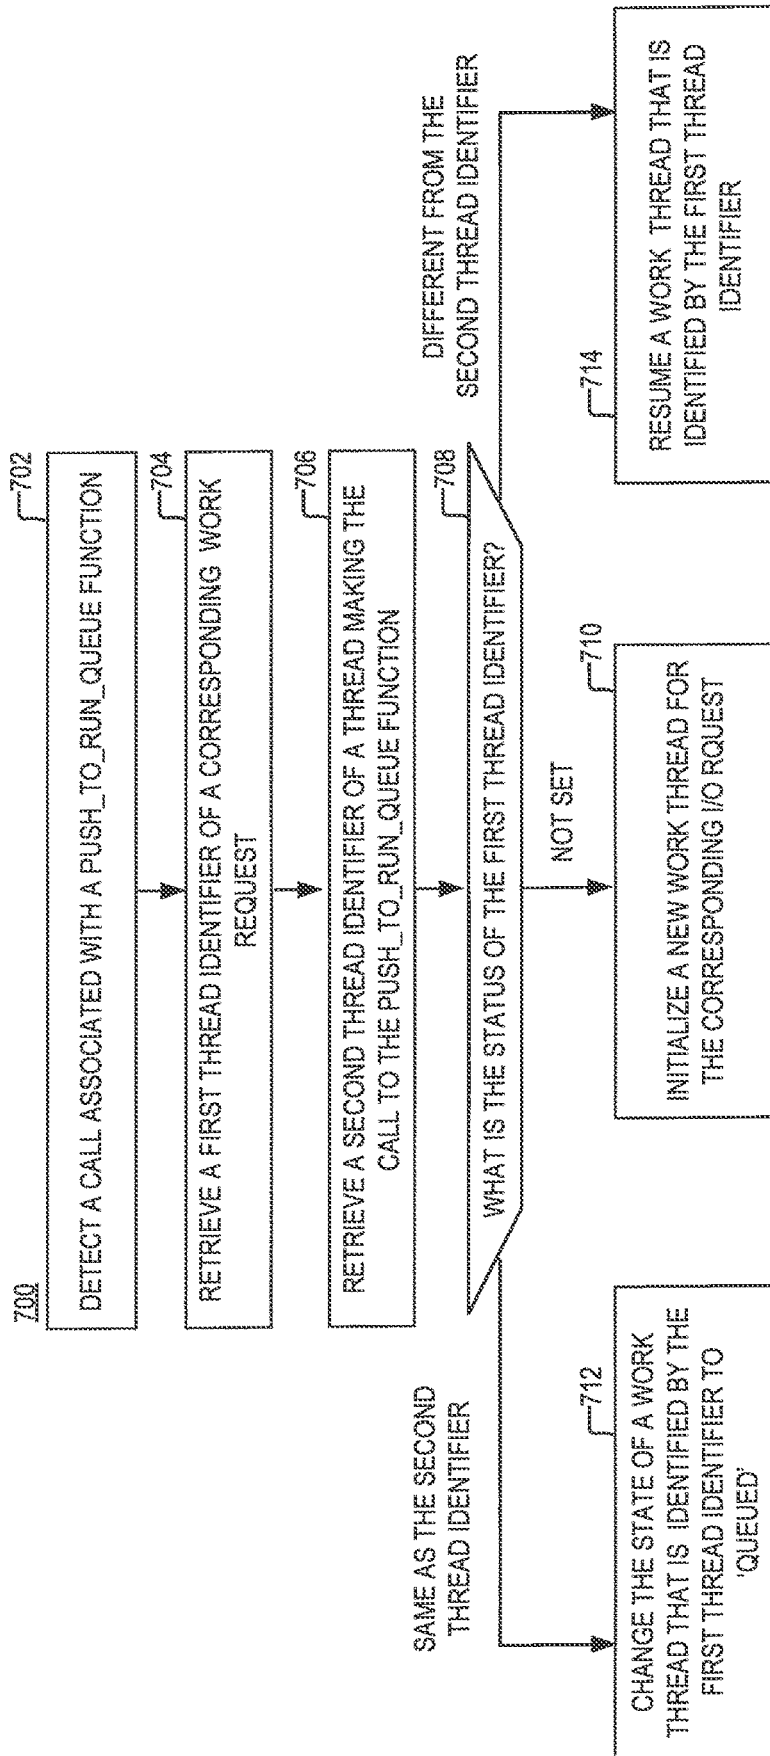 700
702
DETECT A CALL ASSOCIATED WITH A PUSH_TO_RUN_QUEUE FUNCTION
704
RETRIEVE A FIRST THREAD IDENTIFIER OF A CORRESPONDING WORK
REQUEST
706
RETRIEVE A SECOND THREAD IDENTIFIER OF A THREAD MAKING THE
CALL TO THE PUSH_TO_RUN_QUEUE FUNCTION
708
WHAT IS THE STATUS OF THE FIRST THREAD IDENTIFIER?
SAME AS THE SECOND
THREAD IDENTIFIER
NOT SET
DIFFERENT FROM THE
SECOND THREAD IDENTIFIER
712
CHANGE THE STATE OF A WORK
THREAD THAT IS IDENTIFIED BY THE
FIRST THREAD IDENTIFIER TO
'QUEUED'
710
INITIALIZE A NEW WORK THREAD FOR
THE CORRESPONDING I/O RQUEST
714
RESUME A WORK THREAD THAT IS
IDENTIFIED BY THE FIRST THREAD
IDENTIFIER